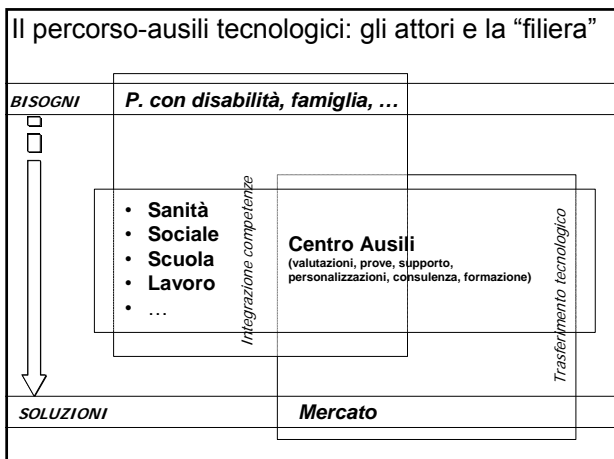 Il percorso-ausili tecnologici: gli attori e la “filiera”
BISOGNI
P. con disabilità, famiglia, …
• Sanità
• Sociale
• Scuola
• Lavoro
• …
Integrazione competenze
Centro Ausili
(valutazioni, prove, supporto,
personalizzazioni, consulenza, formazione)
Trasferimento tecnologico
SOLUZIONI
Mercato